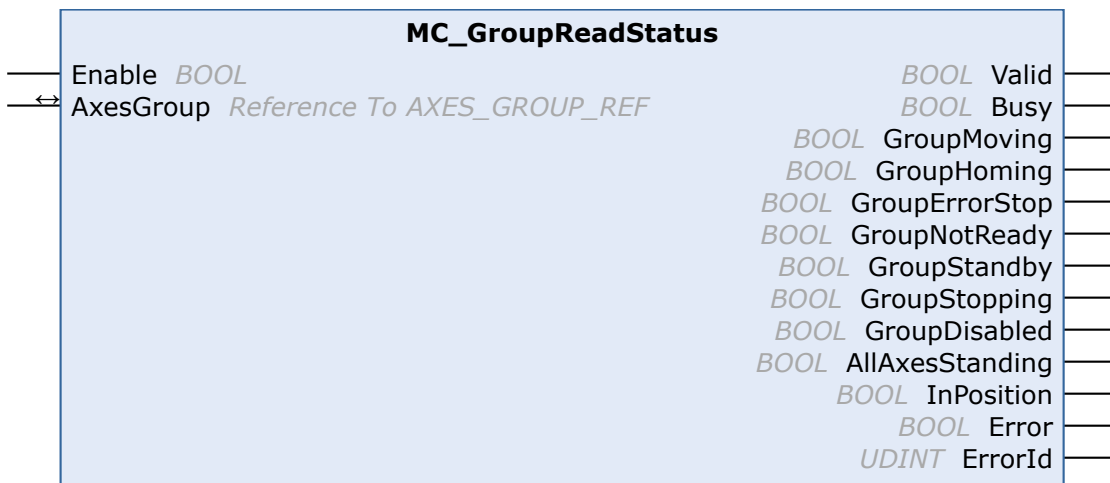 MC_GroupReadStatus
Enable BOOL BOOL Valid
↔ AxesGroup Reference To AXES_GROUP_REF BOOL Busy
BOOL GroupMoving
BOOL GroupHoming
BOOL GroupErrorStop
BOOL GroupNotReady
BOOL GroupStandby
BOOL GroupStopping
BOOL GroupDisabled
BOOL AllAxesStanding
BOOL InPosition
BOOL Error
UDINT ErrorId